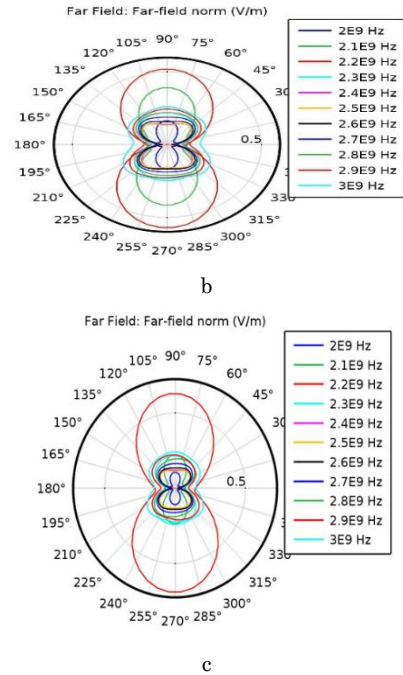 Far Field: Far-field norm (V/m)
105° 90° 75°
120° 60°
135° 45°
150° 30
165°
180° 0.5
195°
210° 330°
225° 315°
240° 300°
255° 270° 285°
2E9 Hz
2.1E9 Hz
2.2E9 Hz
2.3E9 Hz
2.4E9 Hz
2.5E9 Hz
2.6E9 Hz
2.7E9 Hz
2.8E9 Hz
2.9E9 Hz
3E9 Hz
b
Far Field: Far-field norm (V/m)
105° 90° 75°
120° 60°
135° 45°
150°
165°
180° 0.5
195°
210° 330°
225° 315°
240° 300°
255° 270° 285°
2E9 Hz
2.1E9 Hz
2.2E9 Hz
2.3E9 Hz
2.4E9 Hz
2.5E9 Hz
2.6E9 Hz
2.7E9 Hz
2.8E9 Hz
2.9E9 Hz
3E9 Hz
c